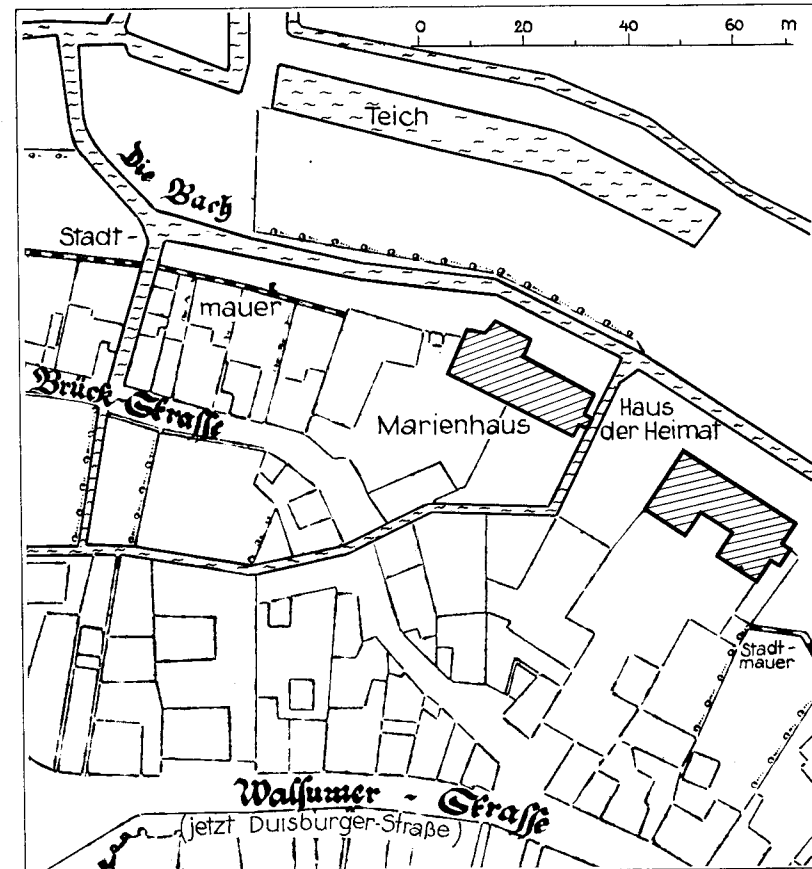 0 20 40 60 m
Teich
Die Bach
Stadt-
mauer
Brück-Strasse
Marienhaus
Haus
der Heimat
Stadt-
mauer
Walsumer - Strasse
(jetzt Duisburger-Straße)